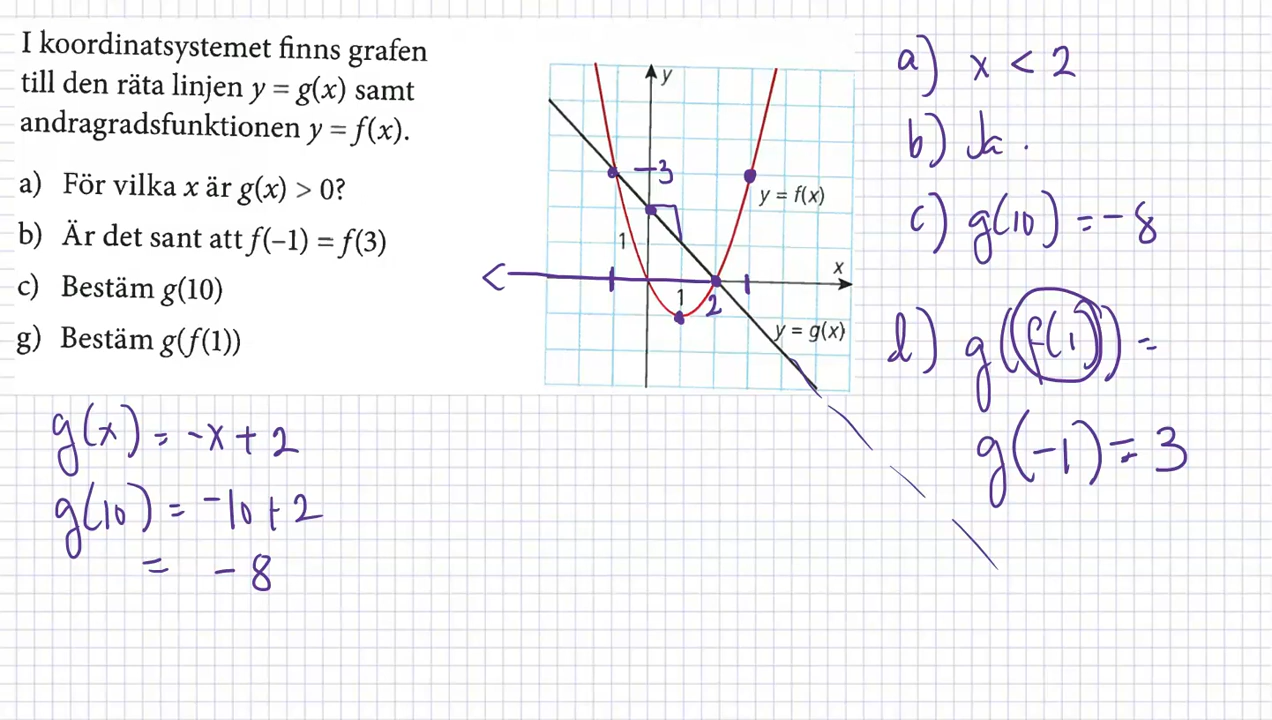 I koordinatsystemet finns grafen
till den räta linjen y = g(x) samt
andragradsfunktionen y = f(x).
a) För vilka x är g(x) > 0?
b) Är det sant att f(−1) = f(3)
c) Bestäm g(10)
g) Bestäm g(f(1))
y
3
y = f(x)
1
x
1
2
y = g(x)
g(x) = -x + 2
g(10) = -10 + 2
= -8
a) x < 2
b) Ja.
c) g(10) = -8
d) g(f(1)) =
g(-1) = 3